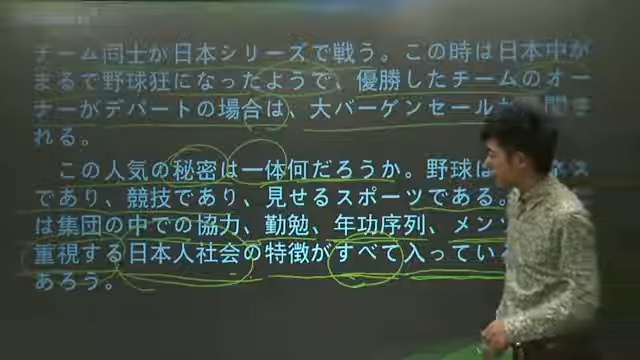 チーム同士が日本シリーズで戦う。この時は日本中が
まるで野球狂になったようで、優勝したチームのオー
ナーがデパートの場合は、大バーゲンセールが
れる。
この人気の秘密は一体何だろうか。野球は
であり、競技であり、見せるスポーツである。
は集団の中での協力、勤勉、年功序列、メン
重視する日本人社会の特徴がすべて入っている
あろう。